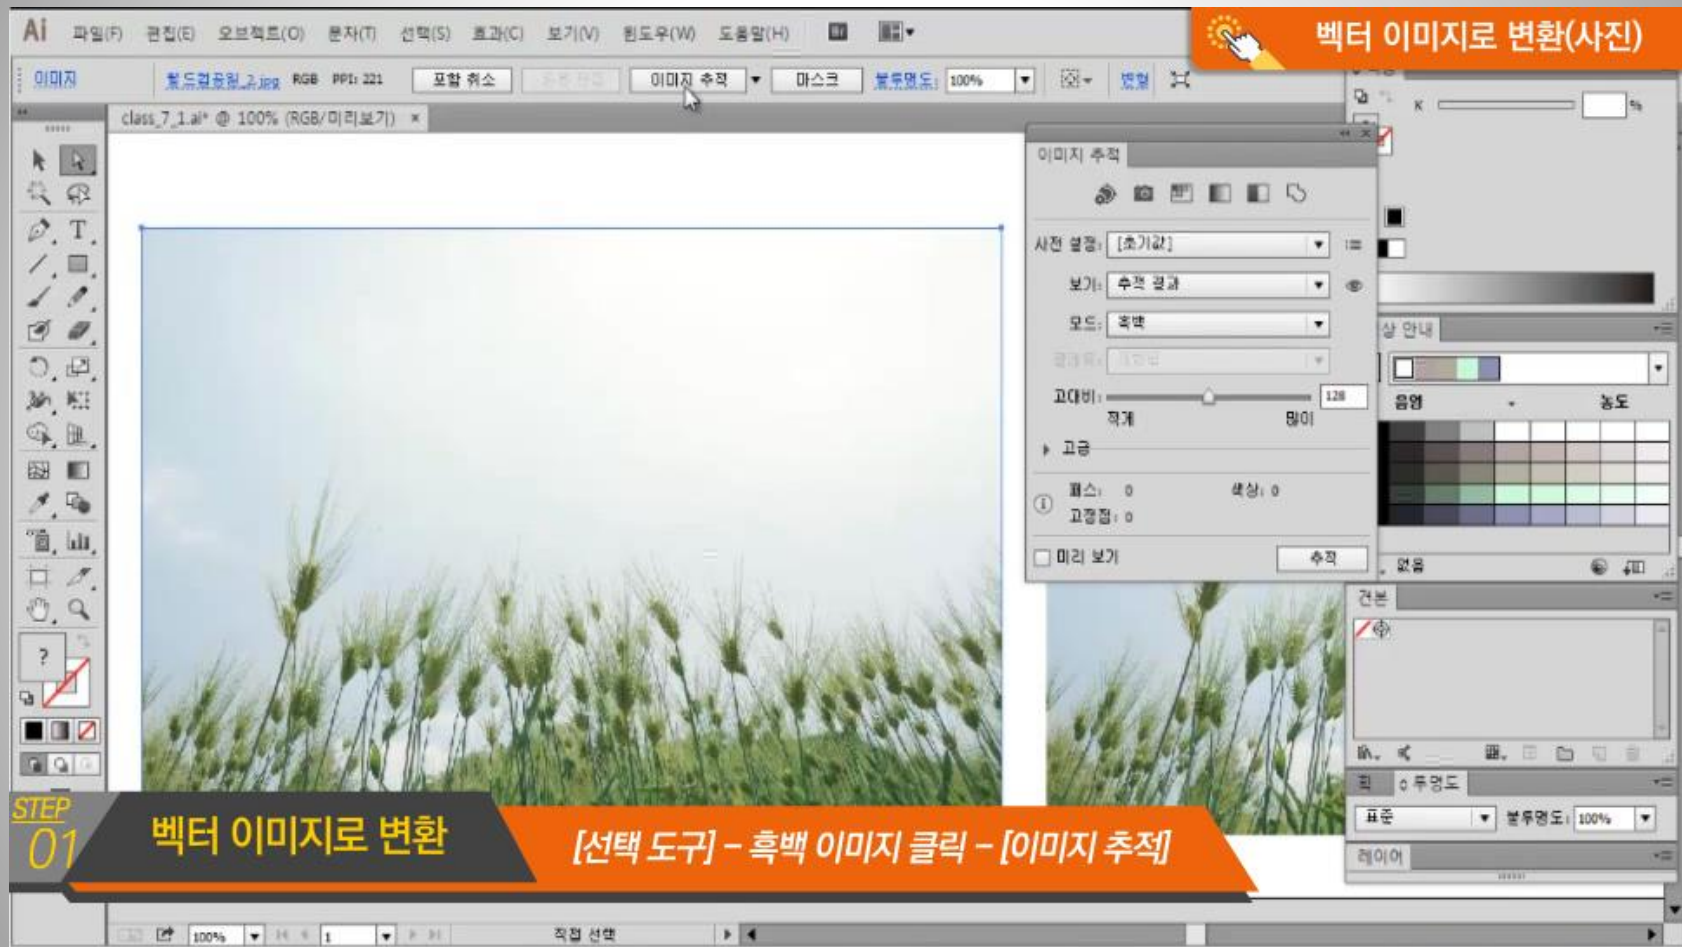 Ai 파일(F) 편집(E) 오브젝트(O) 문자(T) 선택(S) 효과(C) 보기(V) 윈도우(W) 도움말(H)
벡터 이미지로 변환(사진)
이미지 RGB PPI: 221 포함 취소 이미지 추적 마스크 불투명도: 100% 변형
class_7_1.ai* @ 100% (RGB/미리보기) ×
K %
이미지 추적
사전 설정: [초기값]
보기: 추적 결과
모드: 흑백
고대비: 128
적게 많이
고급
패스: 0 색상: 0
고정점: 0
미리 보기 추적
상 안내
음영 농도
없음
견본
획 투명도
표준 불투명도: 100%
레이어
STEP
01
벡터 이미지로 변환
[선택 도구] – 흑백 이미지 클릭 – [이미지 추적]
100% 1 직접 선택